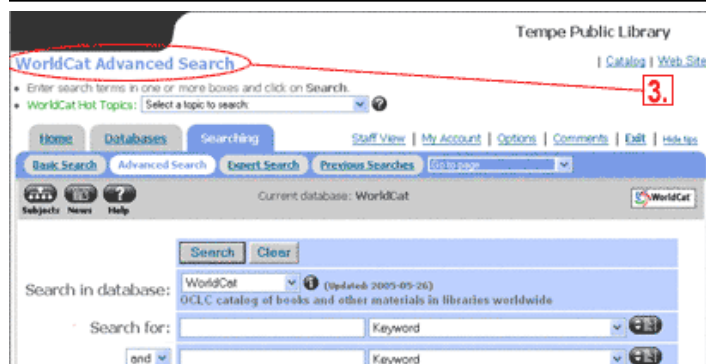 Tempe Public Library
WorldCat Advanced Search
| Catalog | Web Site
• Enter search terms in one or more boxes and click on Search.
3.
• WorldCat Hot Topics: Select a topic to search:
Home Databases Searching
Staff View | My Account | Options | Comments | Exit | Hide tips
Basic Search Advanced Search Expert Search Previous Searches Go to page
Subjects News Help
Current database: WorldCat
WorldCat
Search Clear
Search in database: WorldCat (Updated: 2005-05-26)
OCLC catalog of books and other materials in libraries worldwide
Search for: Keyword
and Keyword